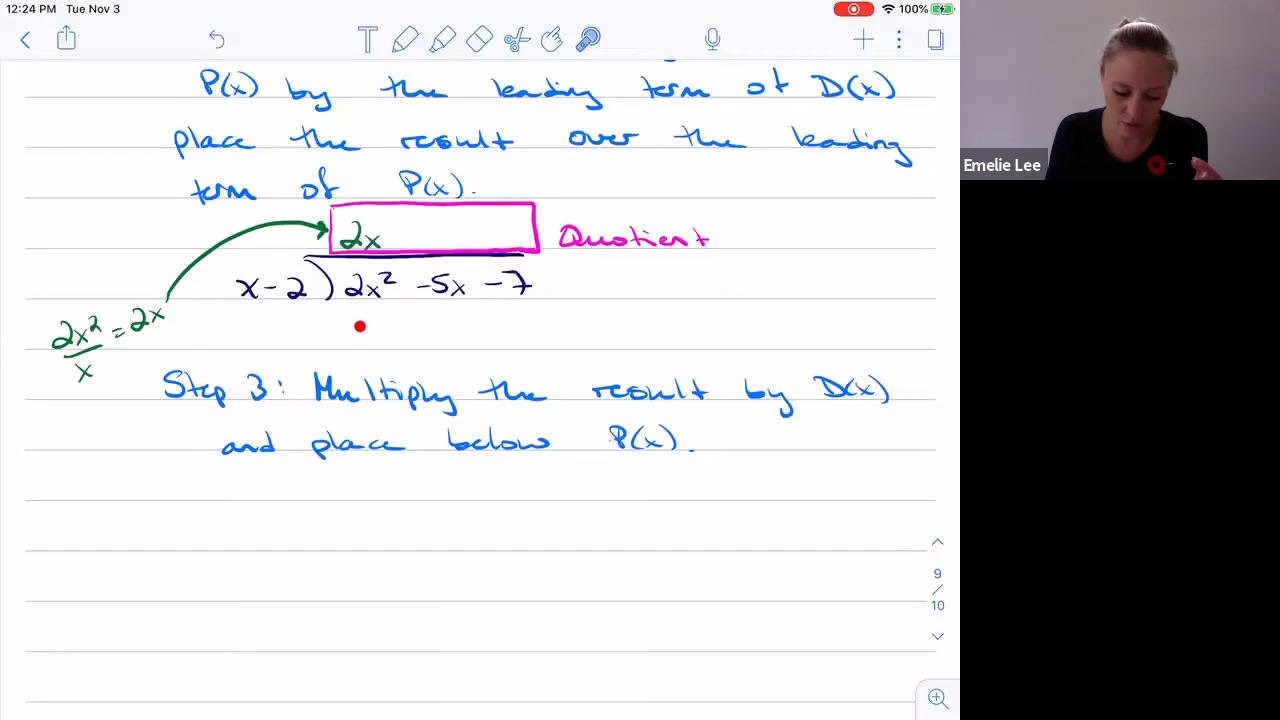 12:24 PM Tue Nov 3
100%
P(x) by the leading term of D(x)
place the result over the leading
term of P(x).
Emelie Lee
2x
Quotient
x-2 ) 2x² -5x -7
2x²/x = 2x
Step 3: Multiply the result by D(x)
and place below P(x).
9
/
10